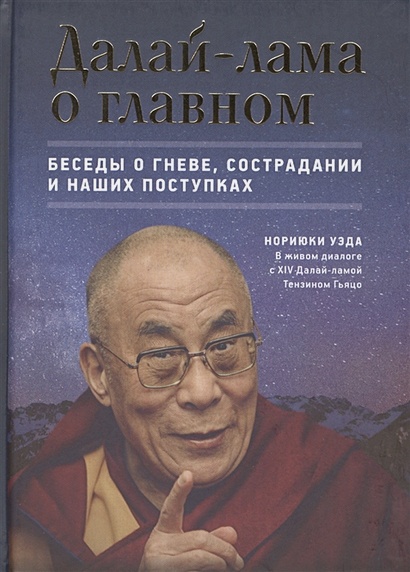 Далай-лама
о главном
БЕСЕДЫ О ГНЕВЕ, СОСТРАДАНИИ
И НАШИХ ПОСТУПКАХ
НОРИЮКИ УЭДА
В живом диалоге
с XIV Далай-ламой
Тензином Гьяцо